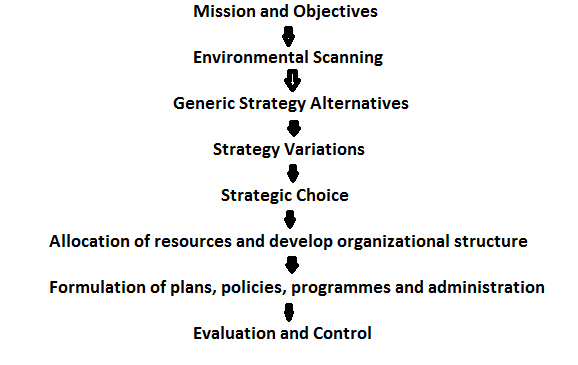 Mission and Objectives
Environmental Scanning
Generic Strategy Alternatives
Strategy Variations
Strategic Choice
Allocation of resources and develop organizational structure
Formulation of plans, policies, programmes and administration
Evaluation and Control